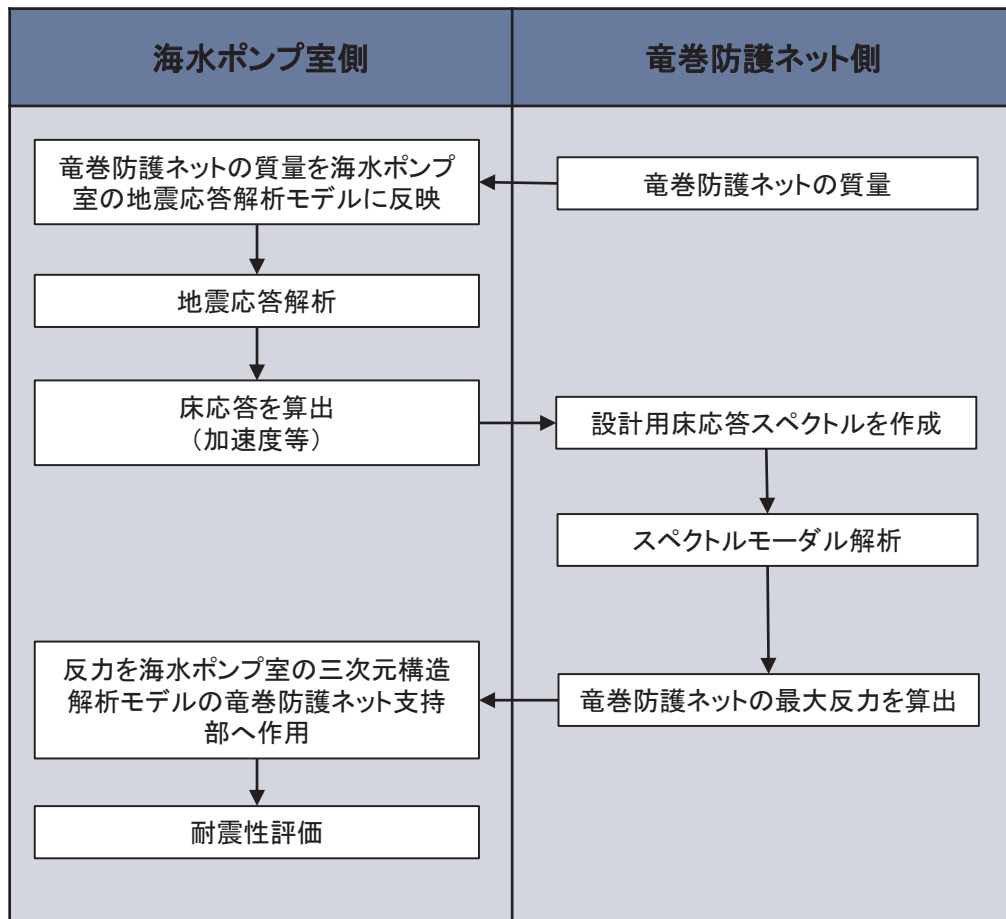 海水ポンプ室側
竜巻防護ネット側
竜巻防護ネットの質量を海水ポンプ
室の地震応答解析モデルに反映
竜巻防護ネットの質量
地震応答解析
床応答を算出
（加速度等）
設計用床応答スペクトルを作成
スペクトルモーダル解析
反力を海水ポンプ室の三次元構造
解析モデルの竜巻防護ネット支持
部へ作用
竜巻防護ネットの最大反力を算出
耐震性評価